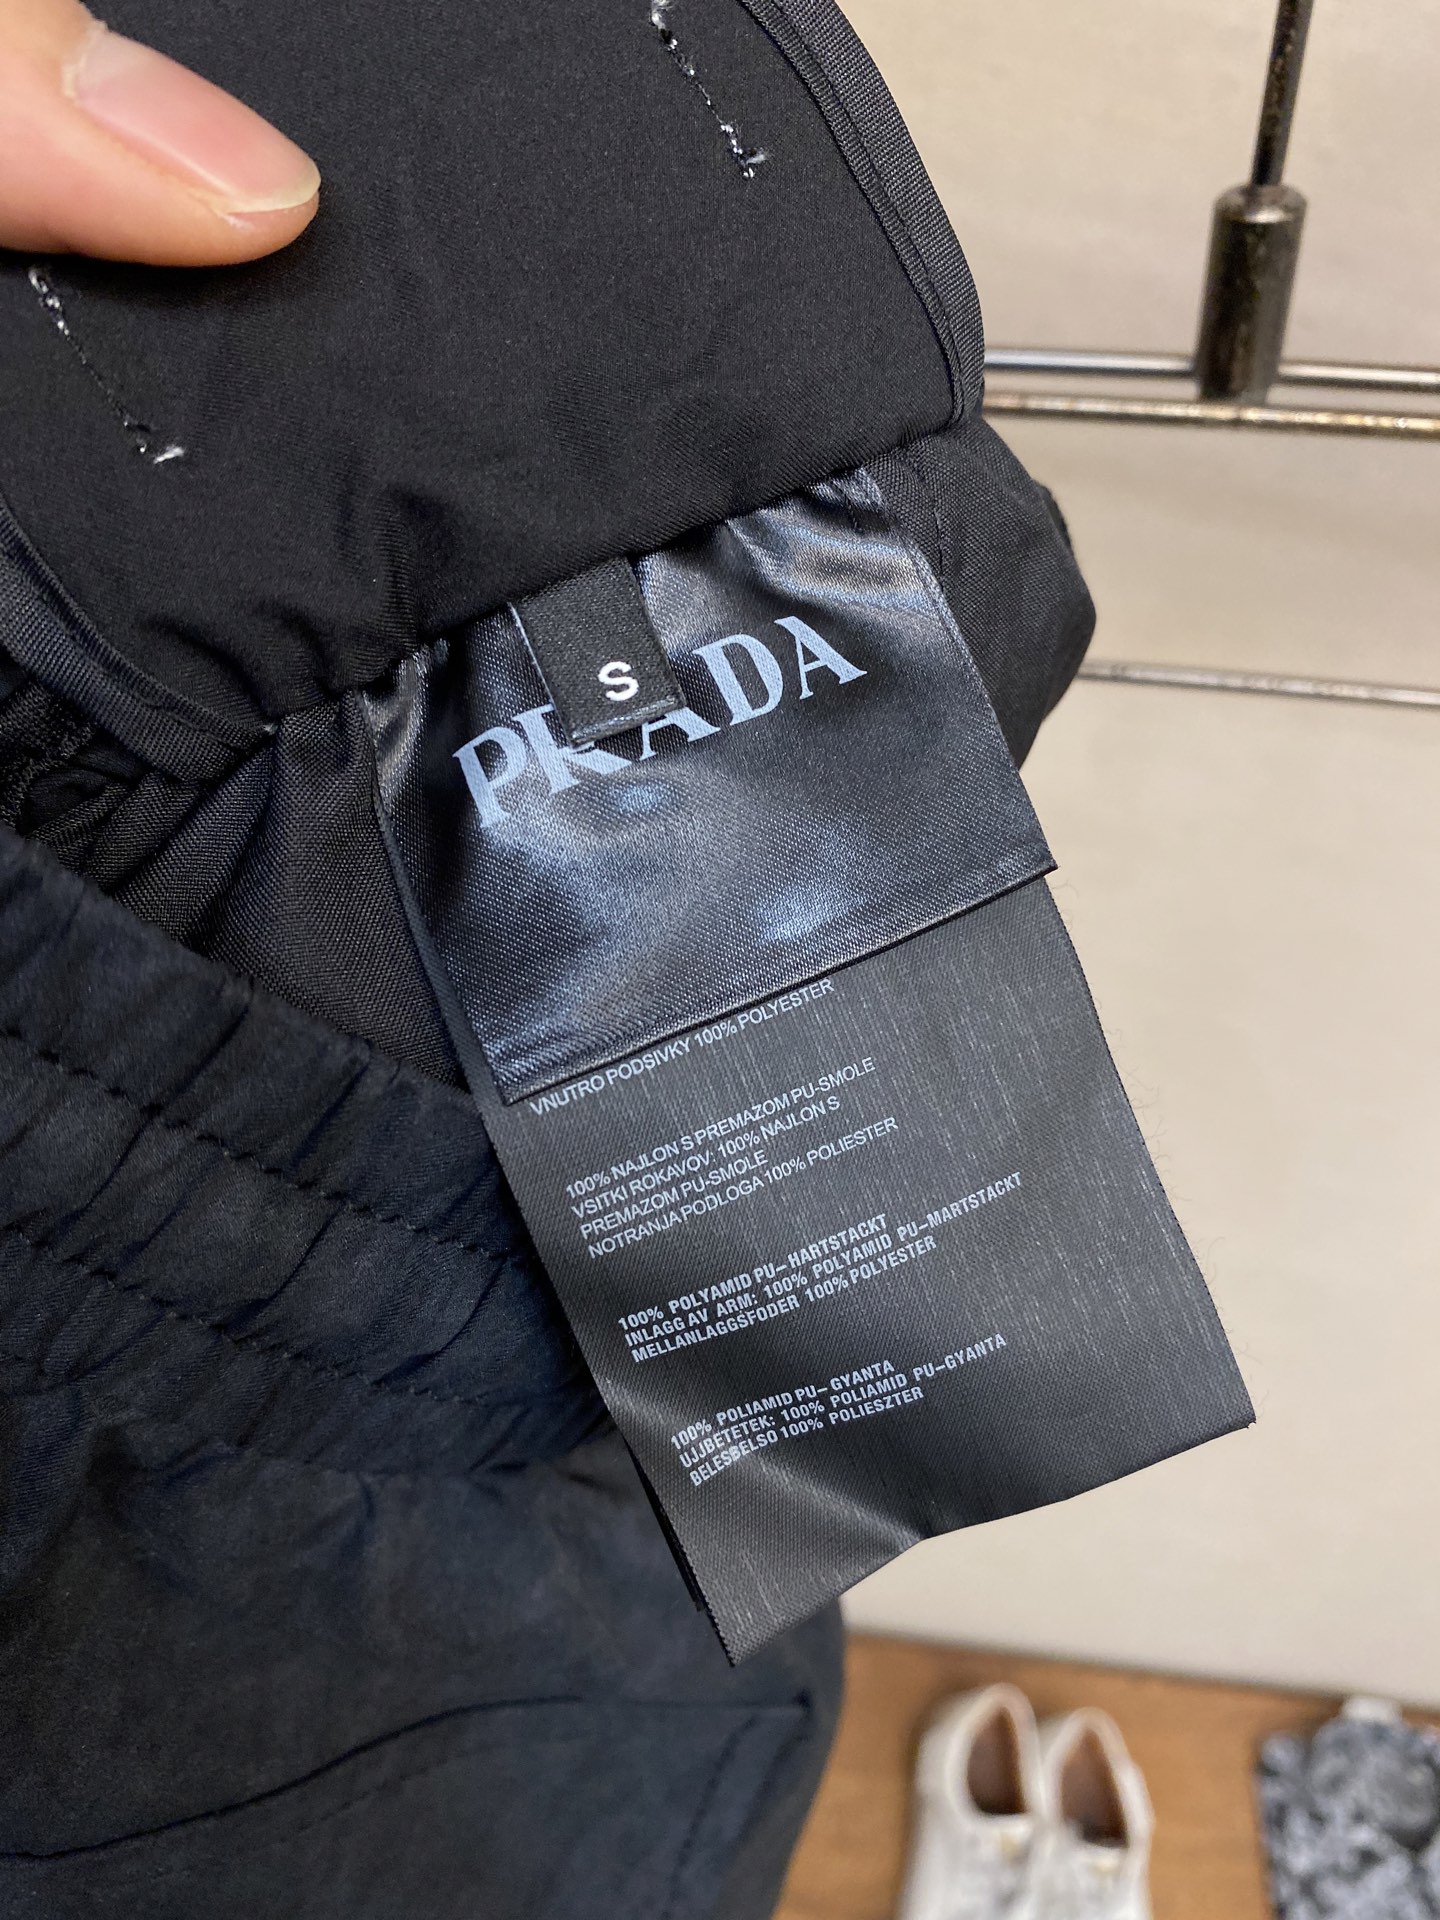 S
PRADA
VNUTRO PODSIVKY 100% POLYESTER
100% NAJLON S PREMAZOM PU-SMOLE
VSITKI ROKAVOV: 100% NAJLON S
PREMAZOM PU-SMOLE
NOTRANJA PODLOGA 100% POLIESTER
100% POLYAMID PU-HARTSTACKT
INLAGG AV ARM: 100% POLYAMID PU-MARTSTACKT
MELLANLAGGSFODER 100% POLYESTER
100% POLIAMID PU-GYANTA
UJJBETETEK: 100% POLIAMID PU-GYANTA
BELESBELSO 100% POLIESZTER